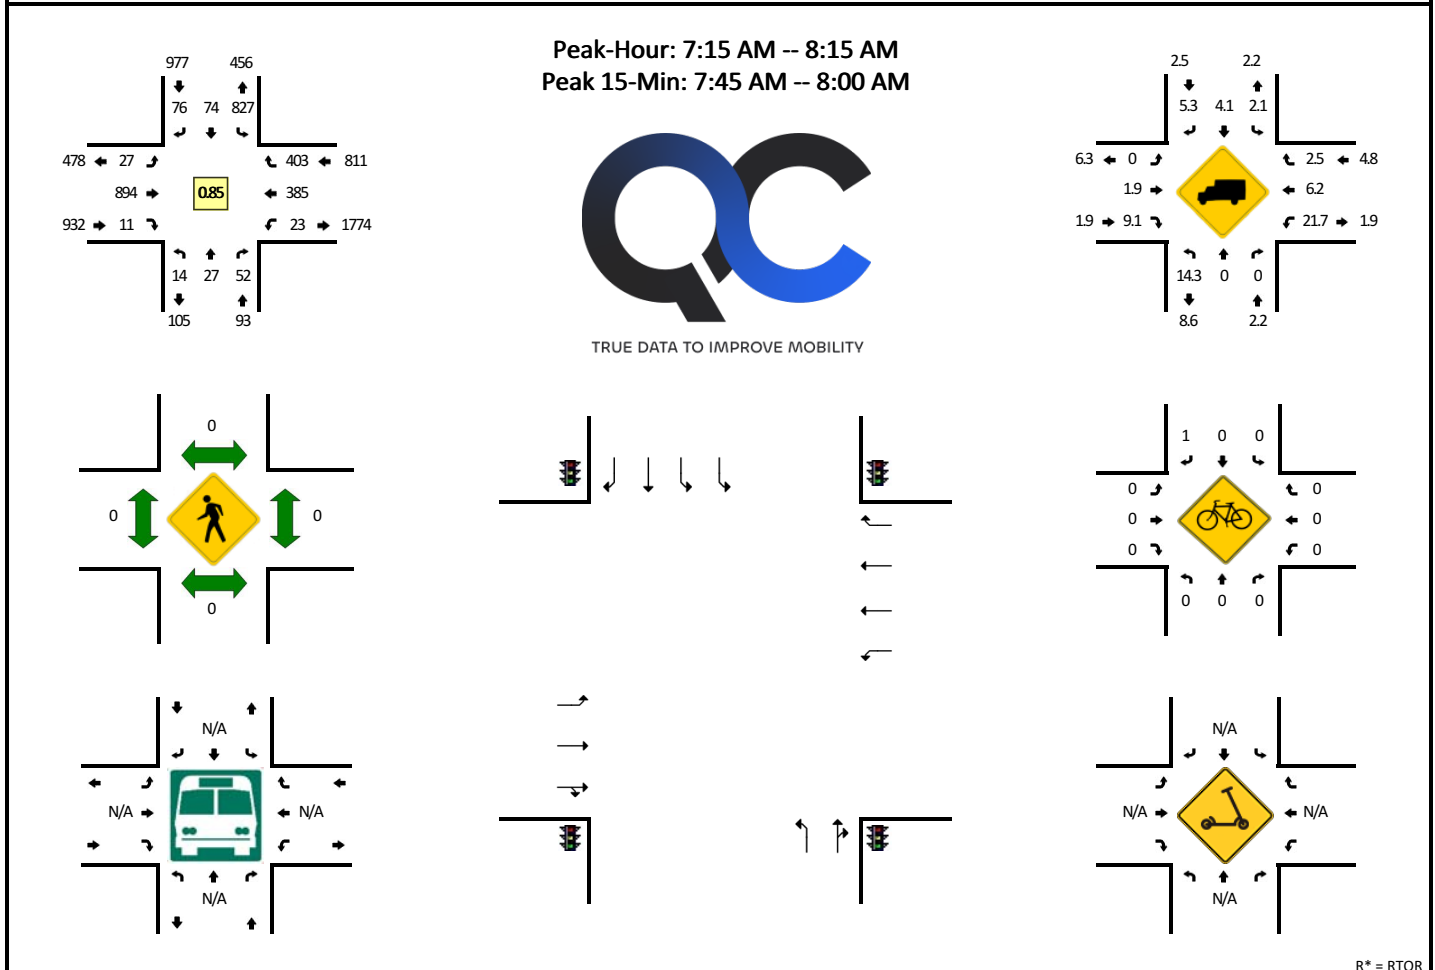 Peak-Hour: 7:15 AM -- 8:15 AM
Peak 15-Min: 7:45 AM -- 8:00 AM
977 456
76 74 827
478 27 403 811
894 0.85 385
932 11 23 1774
14 27 52
105 93
QC
TRUE DATA TO IMPROVE MOBILITY
2.5 2.2
5.3 4.1 2.1
6.3 0 2.5 4.8
1.9 6.2
1.9 9.1 21.7 1.9
14.3 0 0
8.6 2.2
0
0 0
0
1 0 0
0 0
0 0
0 0
0 0 0
N/A
N/A N/A
N/A
N/A
N/A N/A
N/A
R* = RTOR